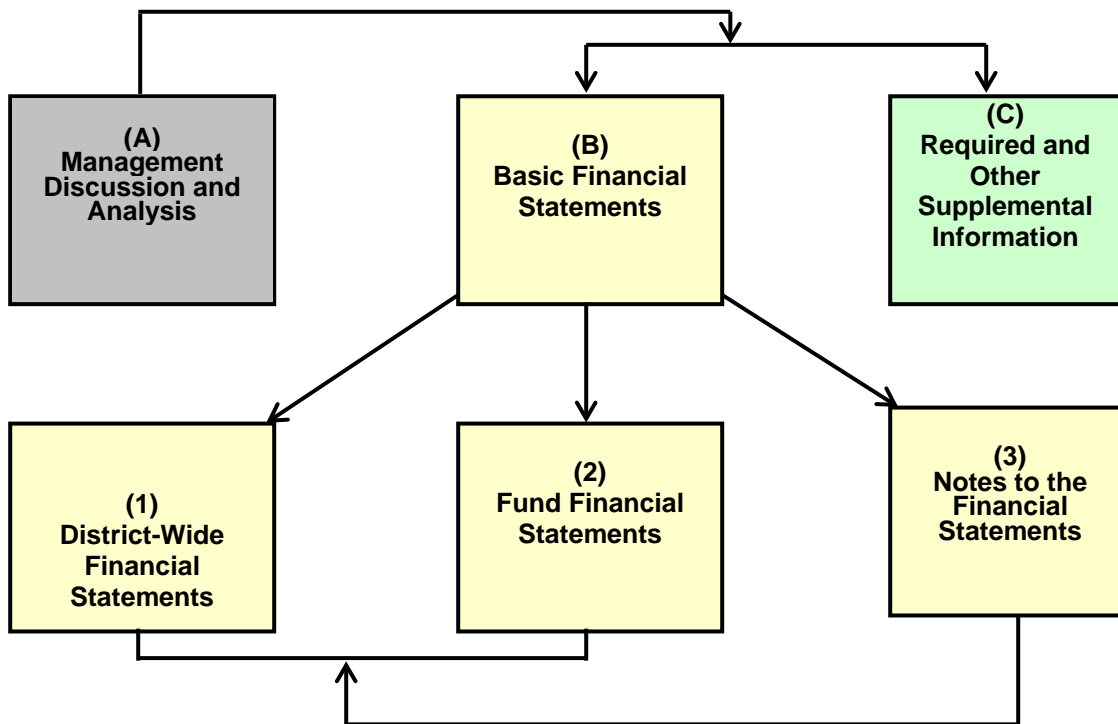 (A)
Management
Discussion and
Analysis
(B)
Basic Financial
Statements
(C)
Required and
Other
Supplemental
Information
(1)
District-Wide
Financial
Statements
(2)
Fund Financial
Statements
(3)
Notes to the
Financial
Statements